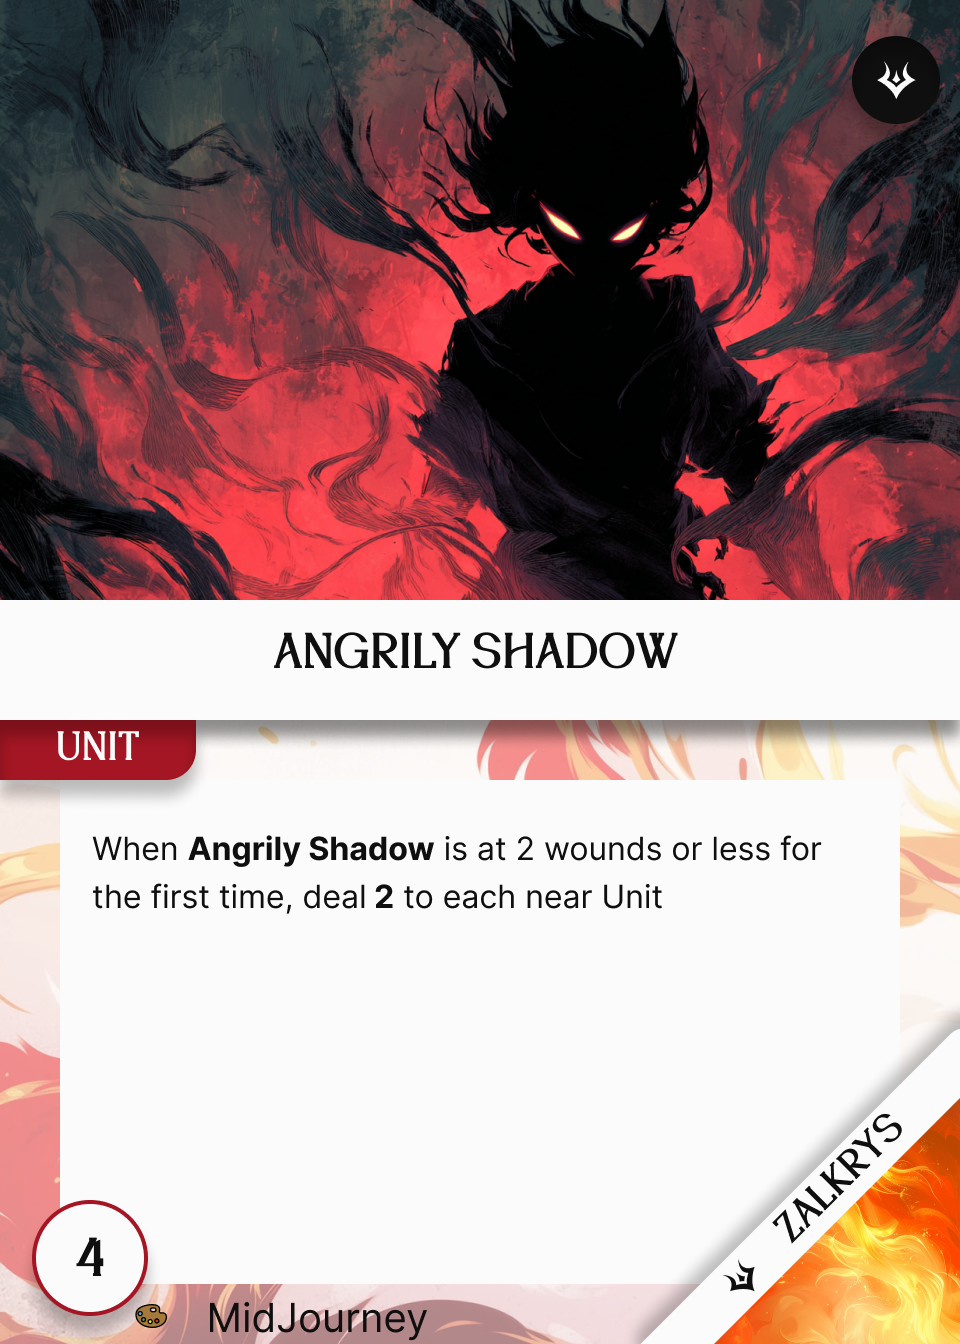 ANGRILY SHADOW
UNIT
When Angrily Shadow is at 2 wounds or less for
the first time, deal 2 to each near Unit
ZALKRYS
4
MidJourney